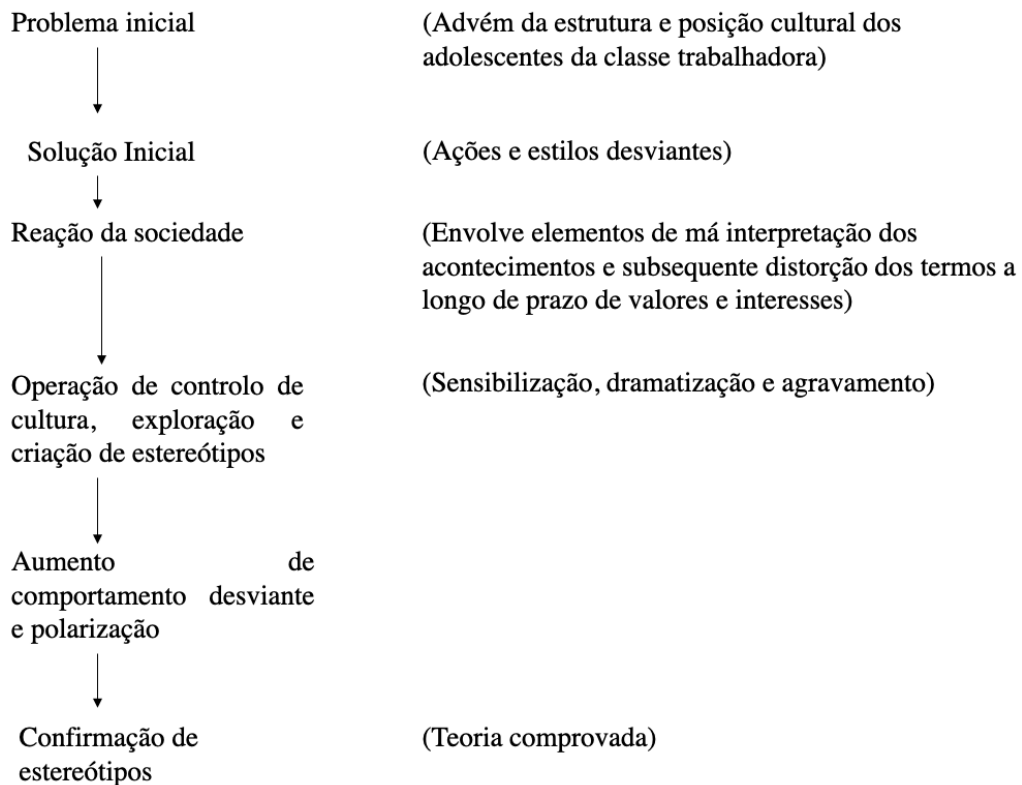 Problema inicial
(Advém da estrutura e posição cultural dos
adolescentes da classe trabalhadora)
Solução Inicial
(Ações e estilos desviantes)
Reação da sociedade
(Envolve elementos de má interpretação dos
acontecimentos e subsequente distorção dos termos a
longo de prazo de valores e interesses)
Operação de controlo de
cultura, exploração e
criação de estereótipos
(Sensibilização, dramatização e agravamento)
Aumento de
comportamento desviante
e polarização
Confirmação de
estereótipos
(Teoria comprovada)